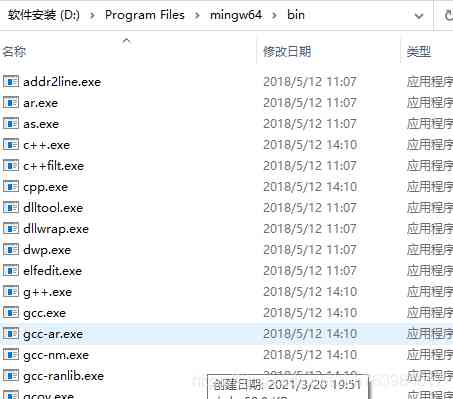 软件安装 (D:) > Program Files > mingw64 > bin
名称 修改日期 类型
addr2line.exe 2018/5/12 11:07 应用程序
ar.exe 2018/5/12 11:07 应用程序
as.exe 2018/5/12 11:07 应用程序
c++.exe 2018/5/12 14:10 应用程序
c++filt.exe 2018/5/12 11:07 应用程序
cpp.exe 2018/5/12 14:10 应用程序
dlltool.exe 2018/5/12 11:07 应用程序
dllwrap.exe 2018/5/12 11:07 应用程序
dwp.exe 2018/5/12 11:07 应用程序
elfedit.exe 2018/5/12 11:07 应用程序
g++.exe 2018/5/12 14:10 应用程序
gcc.exe 2018/5/12 14:10 应用程序
gcc-ar.exe 2018/5/12 14:10 应用程序
gcc-nm.exe 2018/5/12 14:10 应用程序
gcc-ranlib.exe 2018/5/12 14:10 应用程序
创建日期: 2021/3/20 19:51
gcov.exe